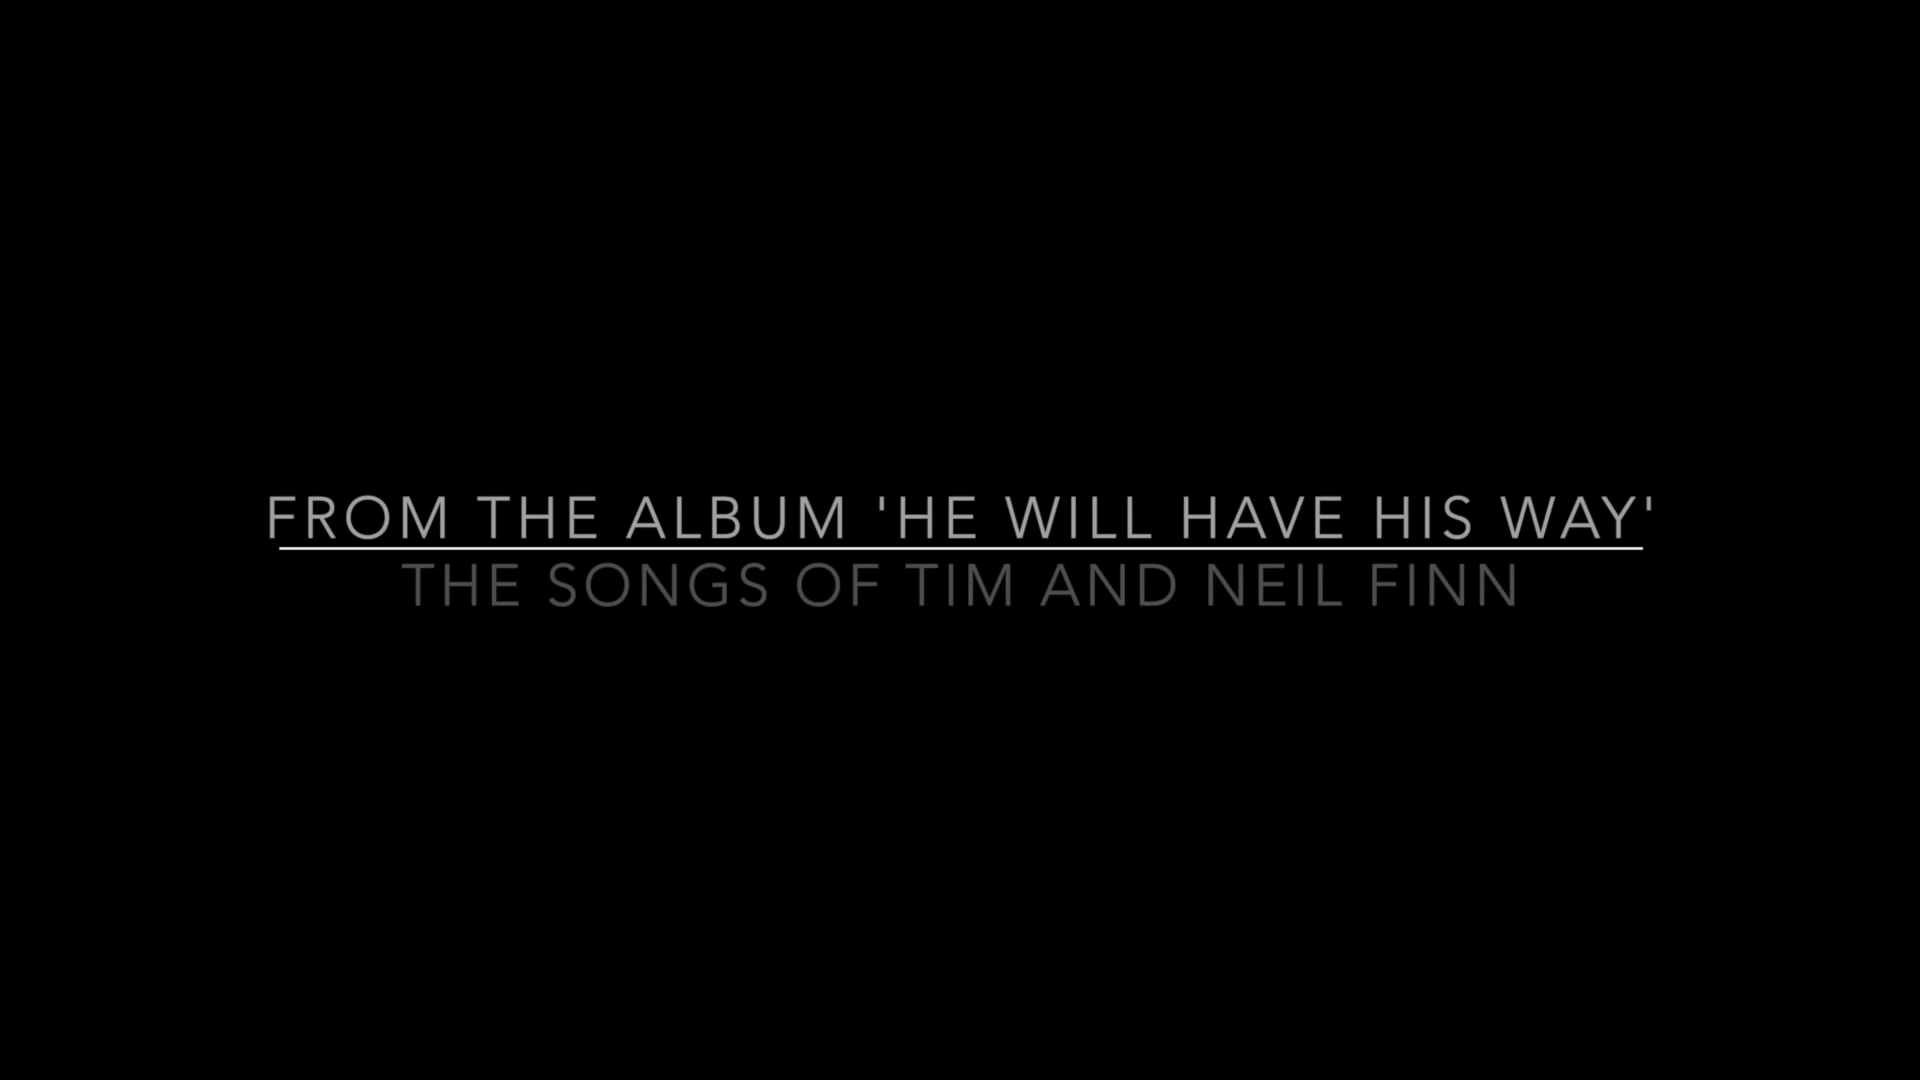 FROM THE ALBUM 'HE WILL HAVE HIS WAY'
THE SONGS OF TIM AND NEIL FINN